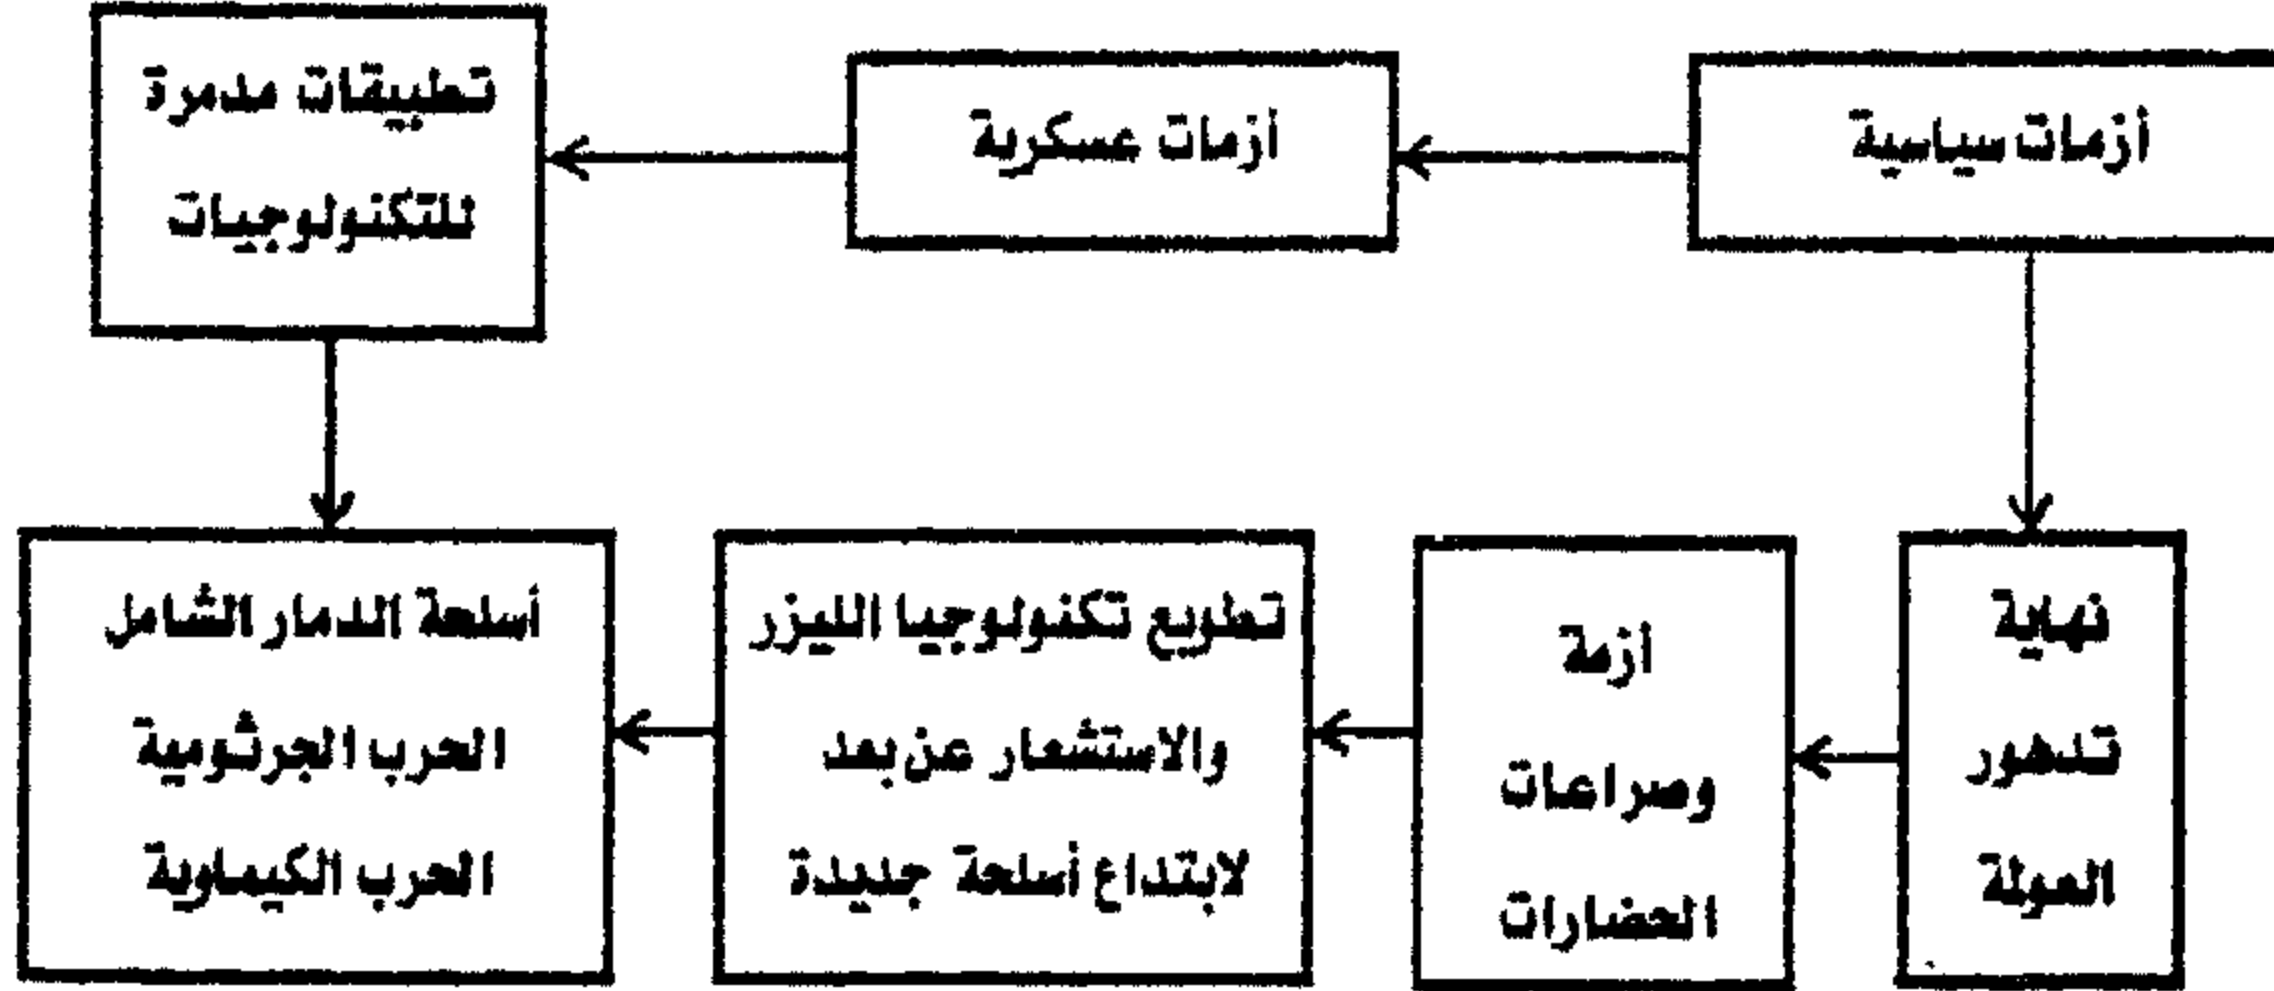 أزمات سياسية
أزمات عسكرية
تطبيقات مدمرة
للتكنولوجيات
نهاية
تدهور
العولة
أزمة
وصراعات
الحضارات
تطويع تكنولوجيا الليزر
والاستشعار عن بعد
لابتداع أسلحة جديدة
أسلحة الدمار الشامل
الحرب الجرثومية
الحرب الكيماوية